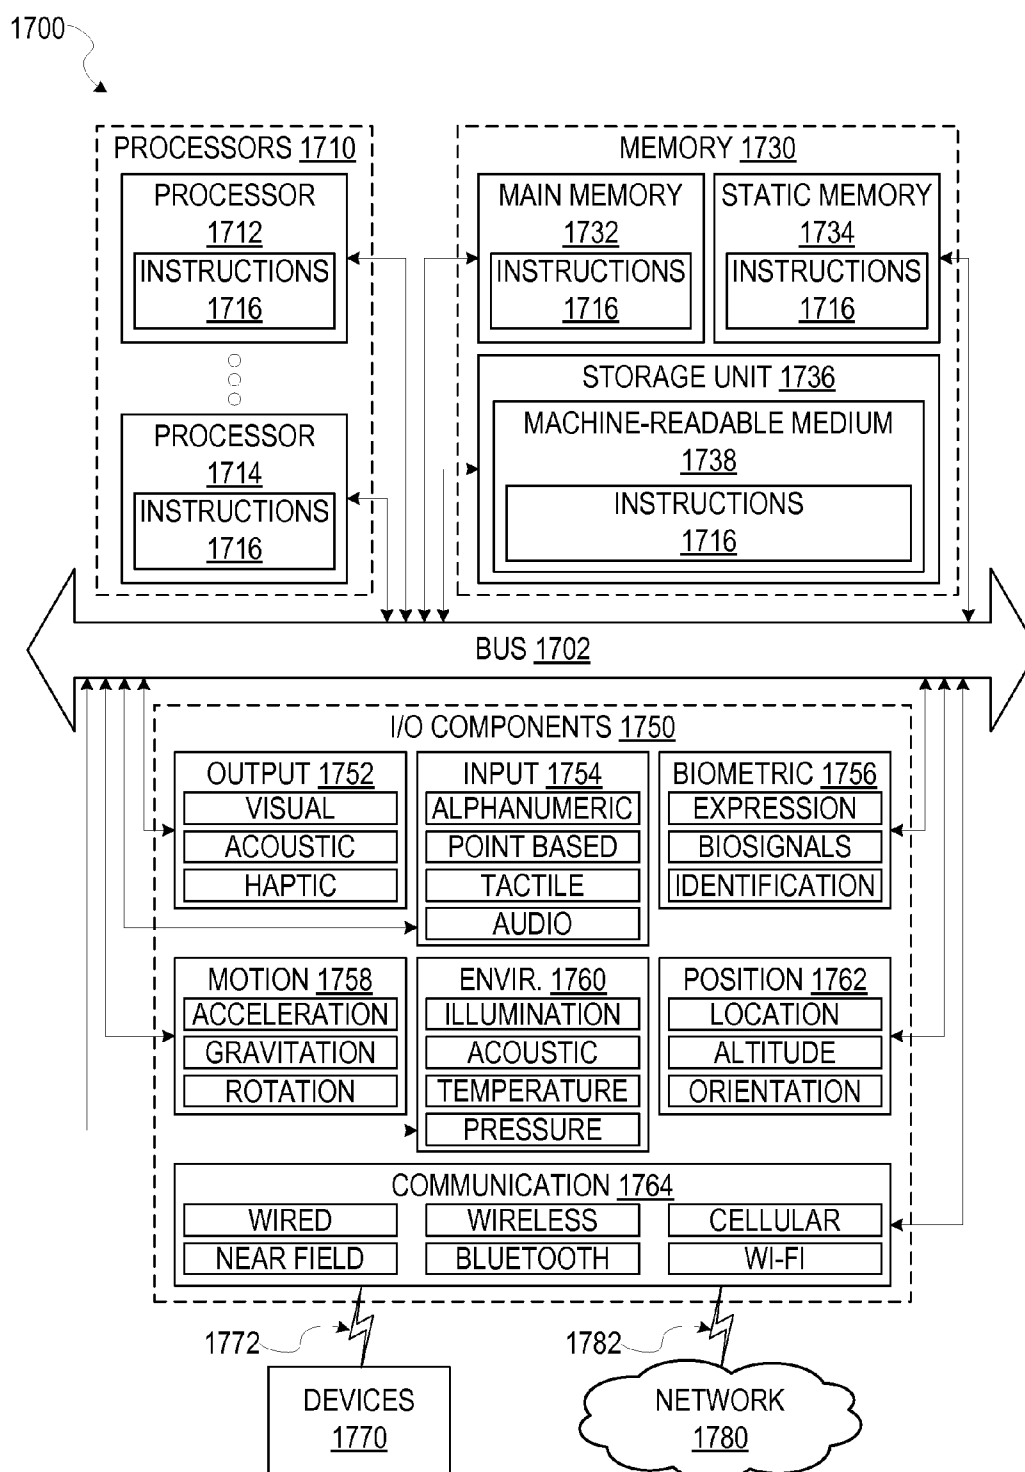 1700
PROCESSORS 1710
PROCESSOR
1712
INSTRUCTIONS
1716
PROCESSOR
1714
INSTRUCTIONS
1716
MEMORY 1730
MAIN MEMORY
1732
INSTRUCTIONS
1716
STATIC MEMORY
1734
INSTRUCTIONS
1716
STORAGE UNIT 1736
MACHINE-READABLE MEDIUM
1738
INSTRUCTIONS
1716
BUS 1702
I/O COMPONENTS 1750
OUTPUT 1752
VISUAL
ACOUSTIC
HAPTIC
INPUT 1754
ALPHANUMERIC
POINT BASED
TACTILE
AUDIO
BIOMETRIC 1756
EXPRESSION
BIOSIGNALS
IDENTIFICATION
MOTION 1758
ACCELERATION
GRAVITATION
ROTATION
ENVIR. 1760
ILLUMINATION
ACOUSTIC
TEMPERATURE
PRESSURE
POSITION 1762
LOCATION
ALTITUDE
ORIENTATION
COMMUNICATION 1764
WIRED
WIRELESS
CELLULAR
NEAR FIELD
BLUETOOTH
WI-FI
1772
1782
DEVICES
1770
NETWORK
1780